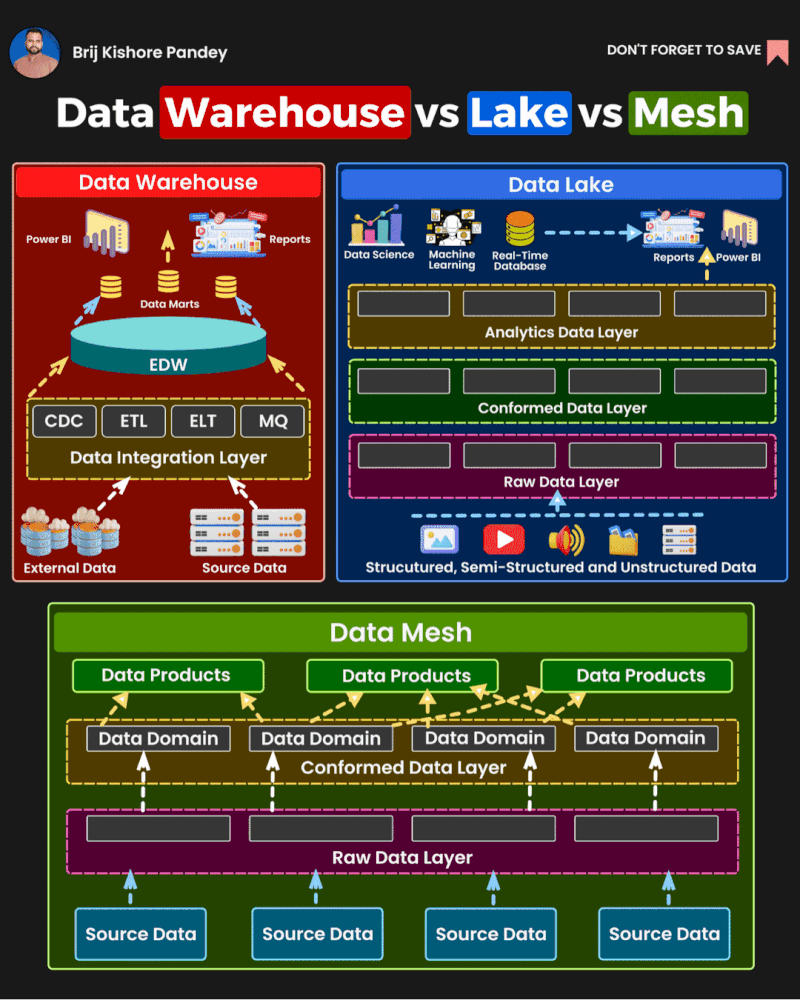 Brij Kishore Pandey
DON'T FORGET TO SAVE
Data Warehouse vs Lake vs Mesh
Data Warehouse
Power BI
Reports
Data Marts
EDW
CDC
ETL
ELT
MQ
Data Integration Layer
External Data
Source Data
Data Lake
Data Science
Machine
Learning
Real-Time
Database
Reports
Power BI
Analytics Data Layer
Conformed Data Layer
Raw Data Layer
Strucutured, Semi-Structured and Unstructured Data
Data Mesh
Data Products
Data Products
Data Products
Data Domain
Data Domain
Data Domain
Data Domain
Conformed Data Layer
Raw Data Layer
Source Data
Source Data
Source Data
Source Data